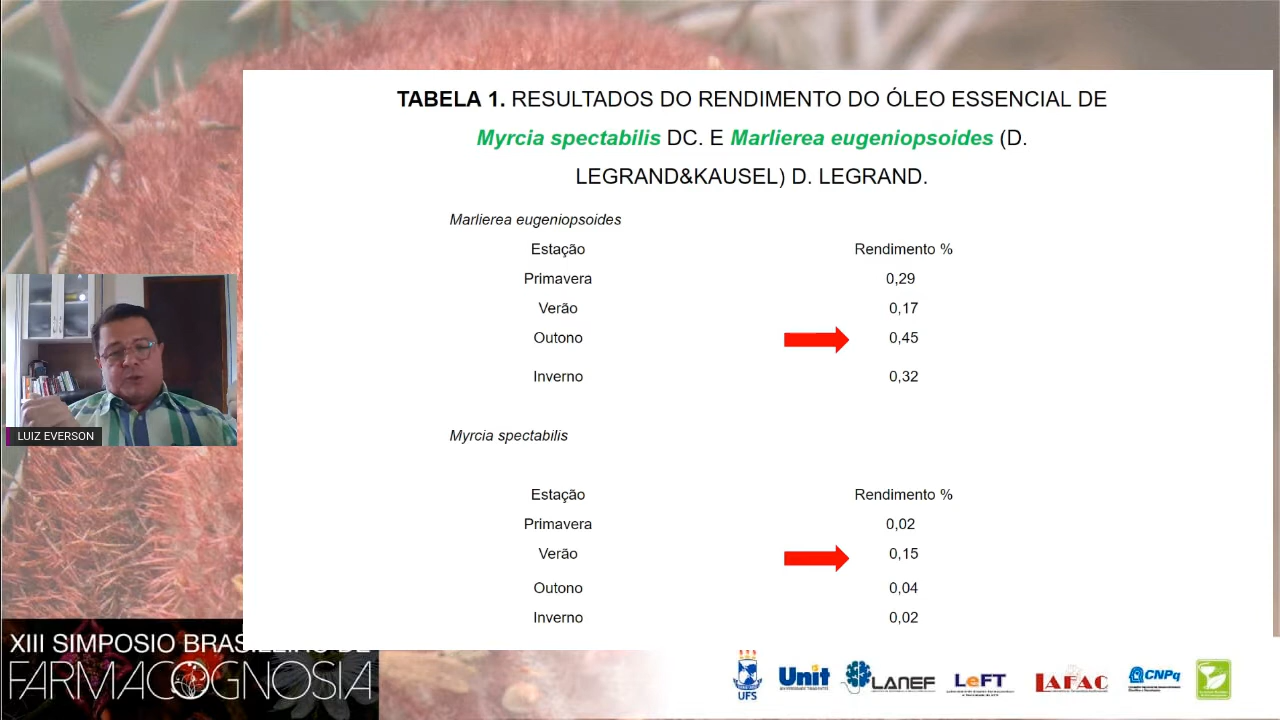 TABELA 1. RESULTADOS DO RENDIMENTO DO ÓLEO ESSENCIAL DE
Myrcia spectabilis DC. E Marlierea eugeniopsoides (D.
LEGRAND&KAUSEL) D. LEGRAND.
Marlierea eugeniopsoides
Estação Rendimento %
Primavera 0,29
Verão 0,17
Outono 0,45
Inverno 0,32
Myrcia spectabilis
Estação Rendimento %
Primavera 0,02
Verão 0,15
Outono 0,04
Inverno 0,02
LUIZ EVERSON
XIII SIMPOSIO BRASILEIRO DE
FARMACOGNOSIA
UFS
Unit
LANEF
LeFT
LAFAC
CNPq